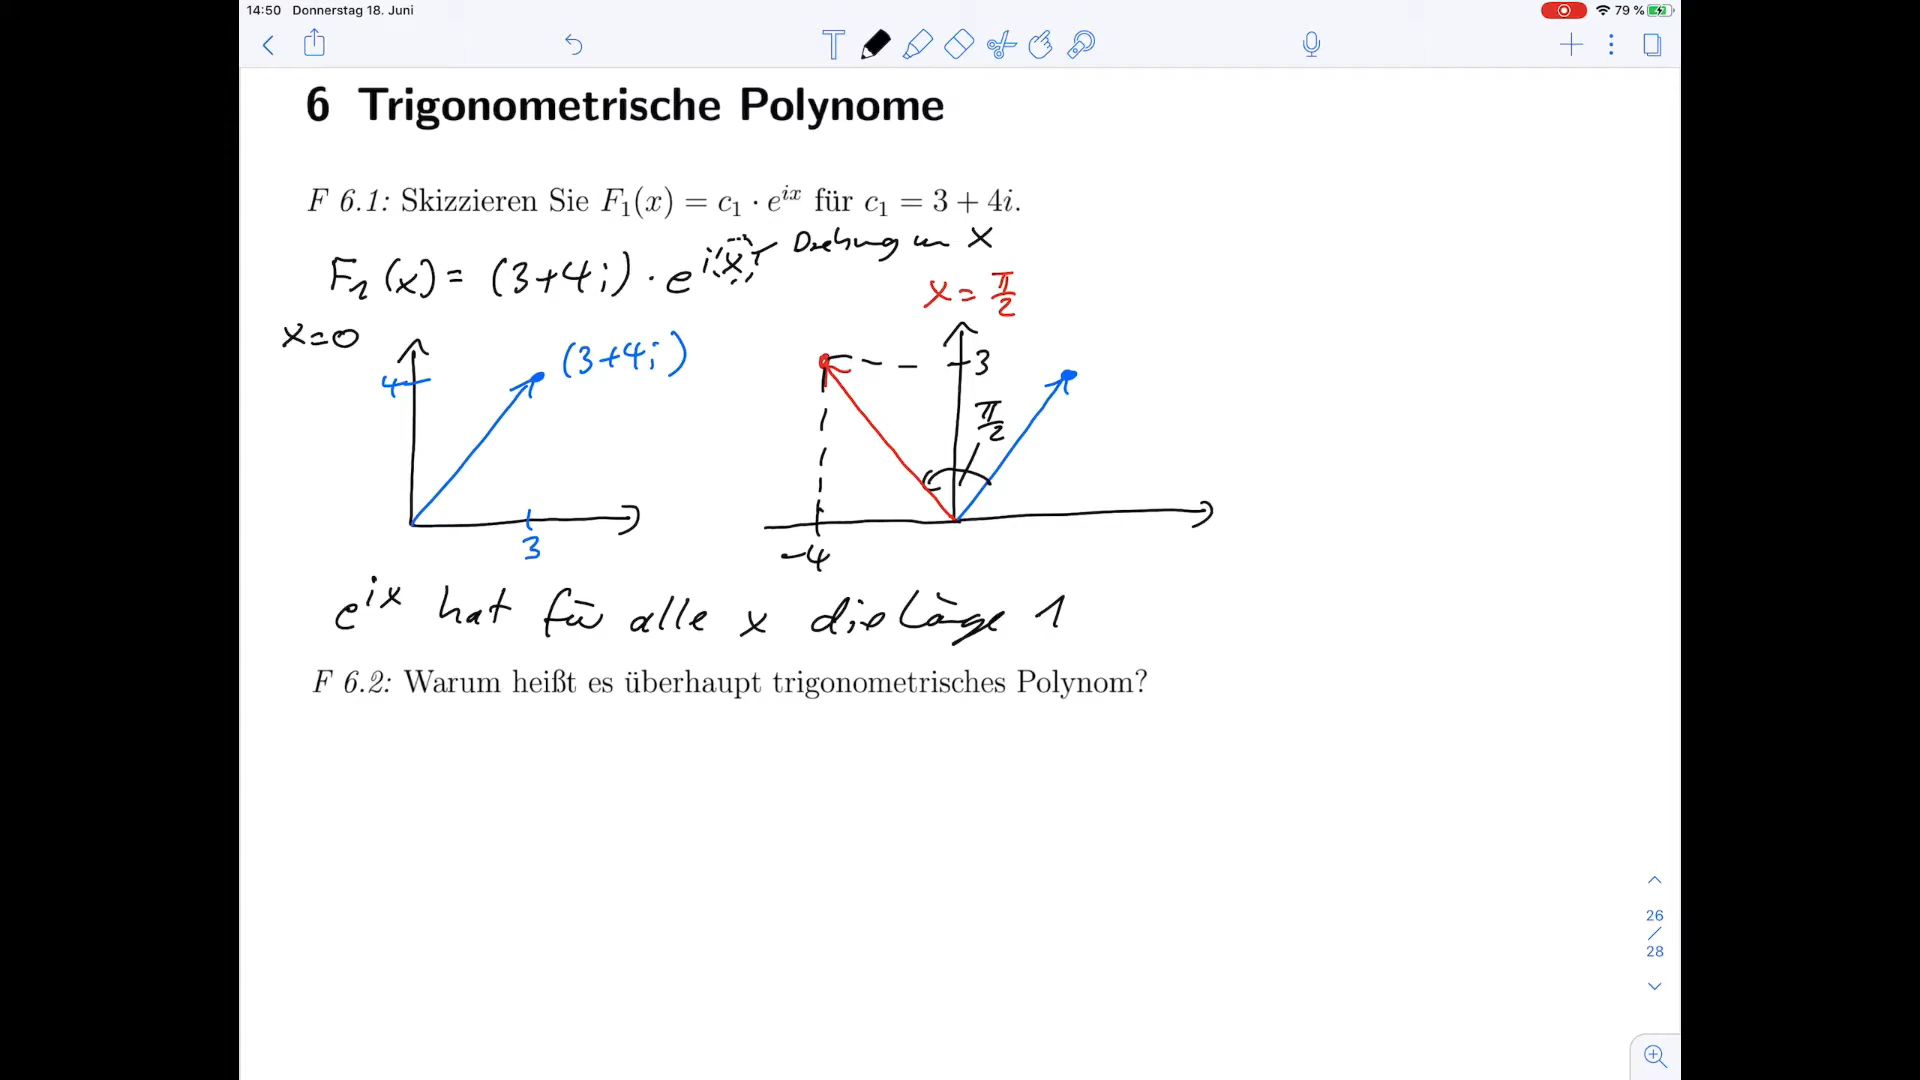 14:50 Donnerstag 18. Juni 79 %
6 Trigonometrische Polynome
F 6.1: Skizzieren Sie F₁(x) = c₁ · e^{ix} für c₁ = 3 + 4i.
Drehung um x
F₁(x) = (3+4i) · e^{ix}
x = π/2
x=0
(3+4i)
4
3
π/2
3
-4
e^{ix} hat für alle x die Länge 1
F 6.2: Warum heißt es überhaupt trigonometrisches Polynom?
26
/
28